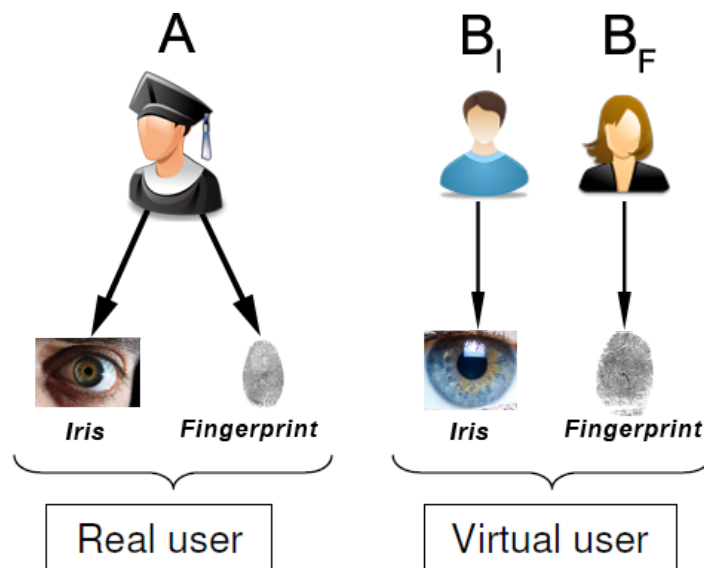 A
B_I
B_F
Iris
Fingerprint
Iris
Fingerprint
Real user
Virtual user